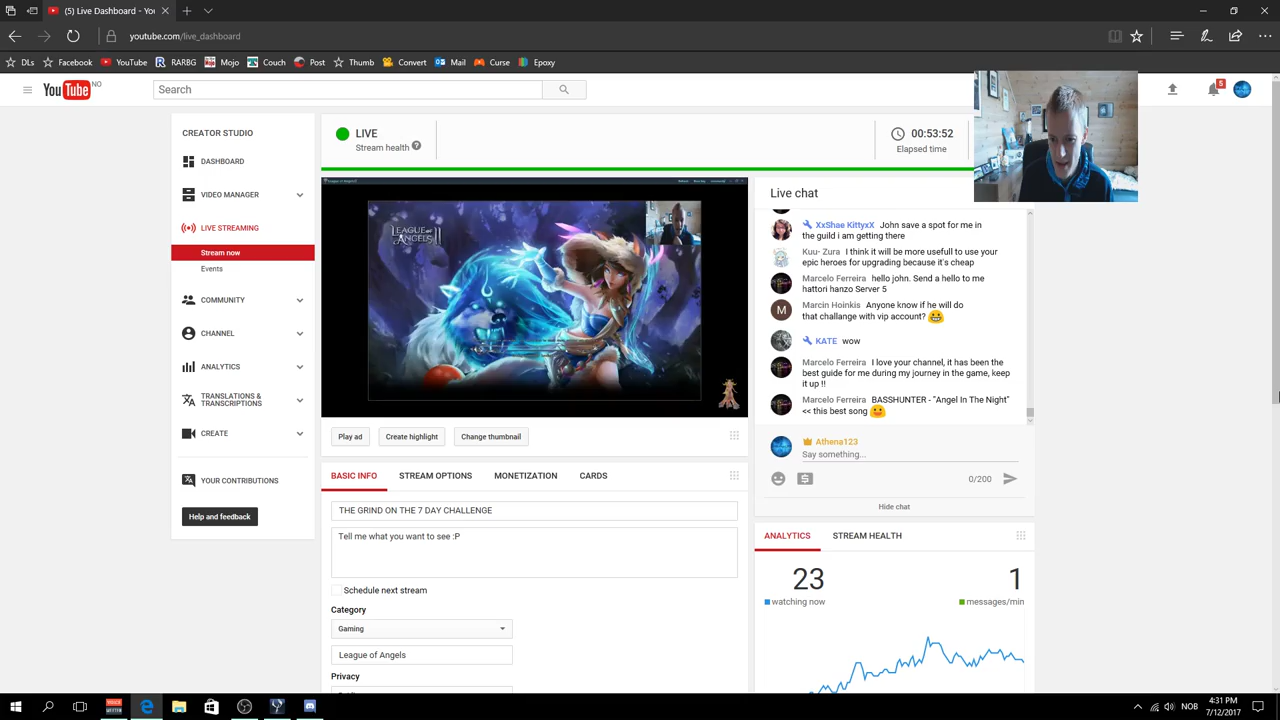 (5) Live Dashboard - You
youtube.com/live_dashboard
DLs Facebook YouTube RARBG Mojo Couch Post Thumb Convert Mail Curse Epoxy
YouTube NO
Search
5
CREATOR STUDIO
DASHBOARD
VIDEO MANAGER
LIVE STREAMING
Stream now
Events
COMMUNITY
CHANNEL
ANALYTICS
TRANSLATIONS &
TRANSCRIPTIONS
CREATE
YOUR CONTRIBUTIONS
Help and feedback
LIVE
Stream health
00:53:52
Elapsed time
LEAGUE OF
ANGELS II
Play ad Create highlight Change thumbnail
BASIC INFO STREAM OPTIONS MONETIZATION CARDS
THE GRIND ON THE 7 DAY CHALLENGE
Tell me what you want to see :P
Schedule next stream
Category
Gaming
League of Angels
Privacy
Live chat
XxShae KittyxX John save a spot for me in
the guild i am getting there
Kuu- Zura I think it will be more usefull to use your
epic heroes for upgrading because it's cheap
Marcelo Ferreira hello john. Send a hello to me
hattori hanzo Server 5
M
Marcin Hoinkis Anyone know if he will do
that challange with vip account?
KATE wow
Marcelo Ferreira I love your channel, it has been the
best guide for me during my journey in the game, keep
it up !!
Marcelo Ferreira BASSHUNTER - "Angel In The Night"
<< this best song
Athena123
Say something...
0/200
Hide chat
ANALYTICS STREAM HEALTH
23
watching now
1
messages/min
NOB
4:31 PM
7/12/2017